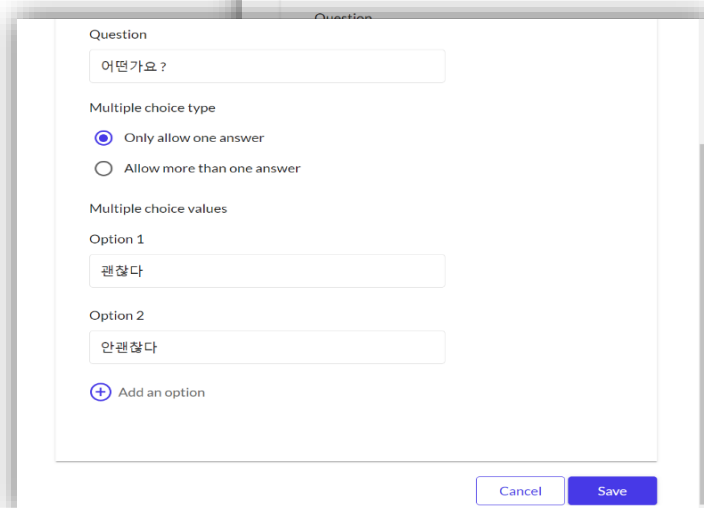 Question
Question
어떤가요 ?
Multiple choice type
Only allow one answer
Allow more than one answer
Multiple choice values
Option 1
괜찮다
Option 2
안괜찮다
Add an option
Cancel Save